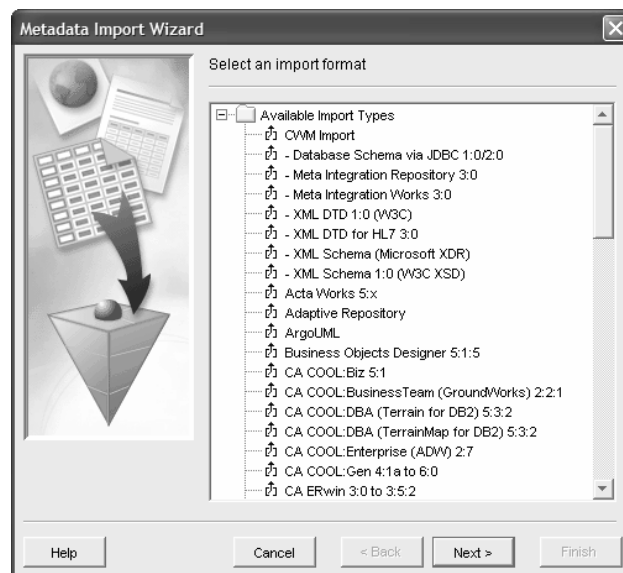 Metadata Import Wizard
Select an import format
Available Import Types
CWM Import
- Database Schema via JDBC 1:0/2:0
- Meta Integration Repository 3:0
- Meta Integration Works 3:0
- XML DTD 1:0 (W3C)
- XML DTD for HL7 3:0
- XML Schema (Microsoft XDR)
- XML Schema 1:0 (W3C XSD)
Acta Works 5:x
Adaptive Repository
ArgoUML
Business Objects Designer 5:1:5
CA COOL:Biz 5:1
CA COOL:BusinessTeam (GroundWorks) 2:2:1
CA COOL:DBA (Terrain for DB2) 5:3:2
CA COOL:DBA (TerrainMap for DB2) 5:3:2
CA COOL:Enterprise (ADW) 2:7
CA COOL:Gen 4:1a to 6:0
CA ERwin 3:0 to 3:5:2
Help Cancel < Back Next > Finish